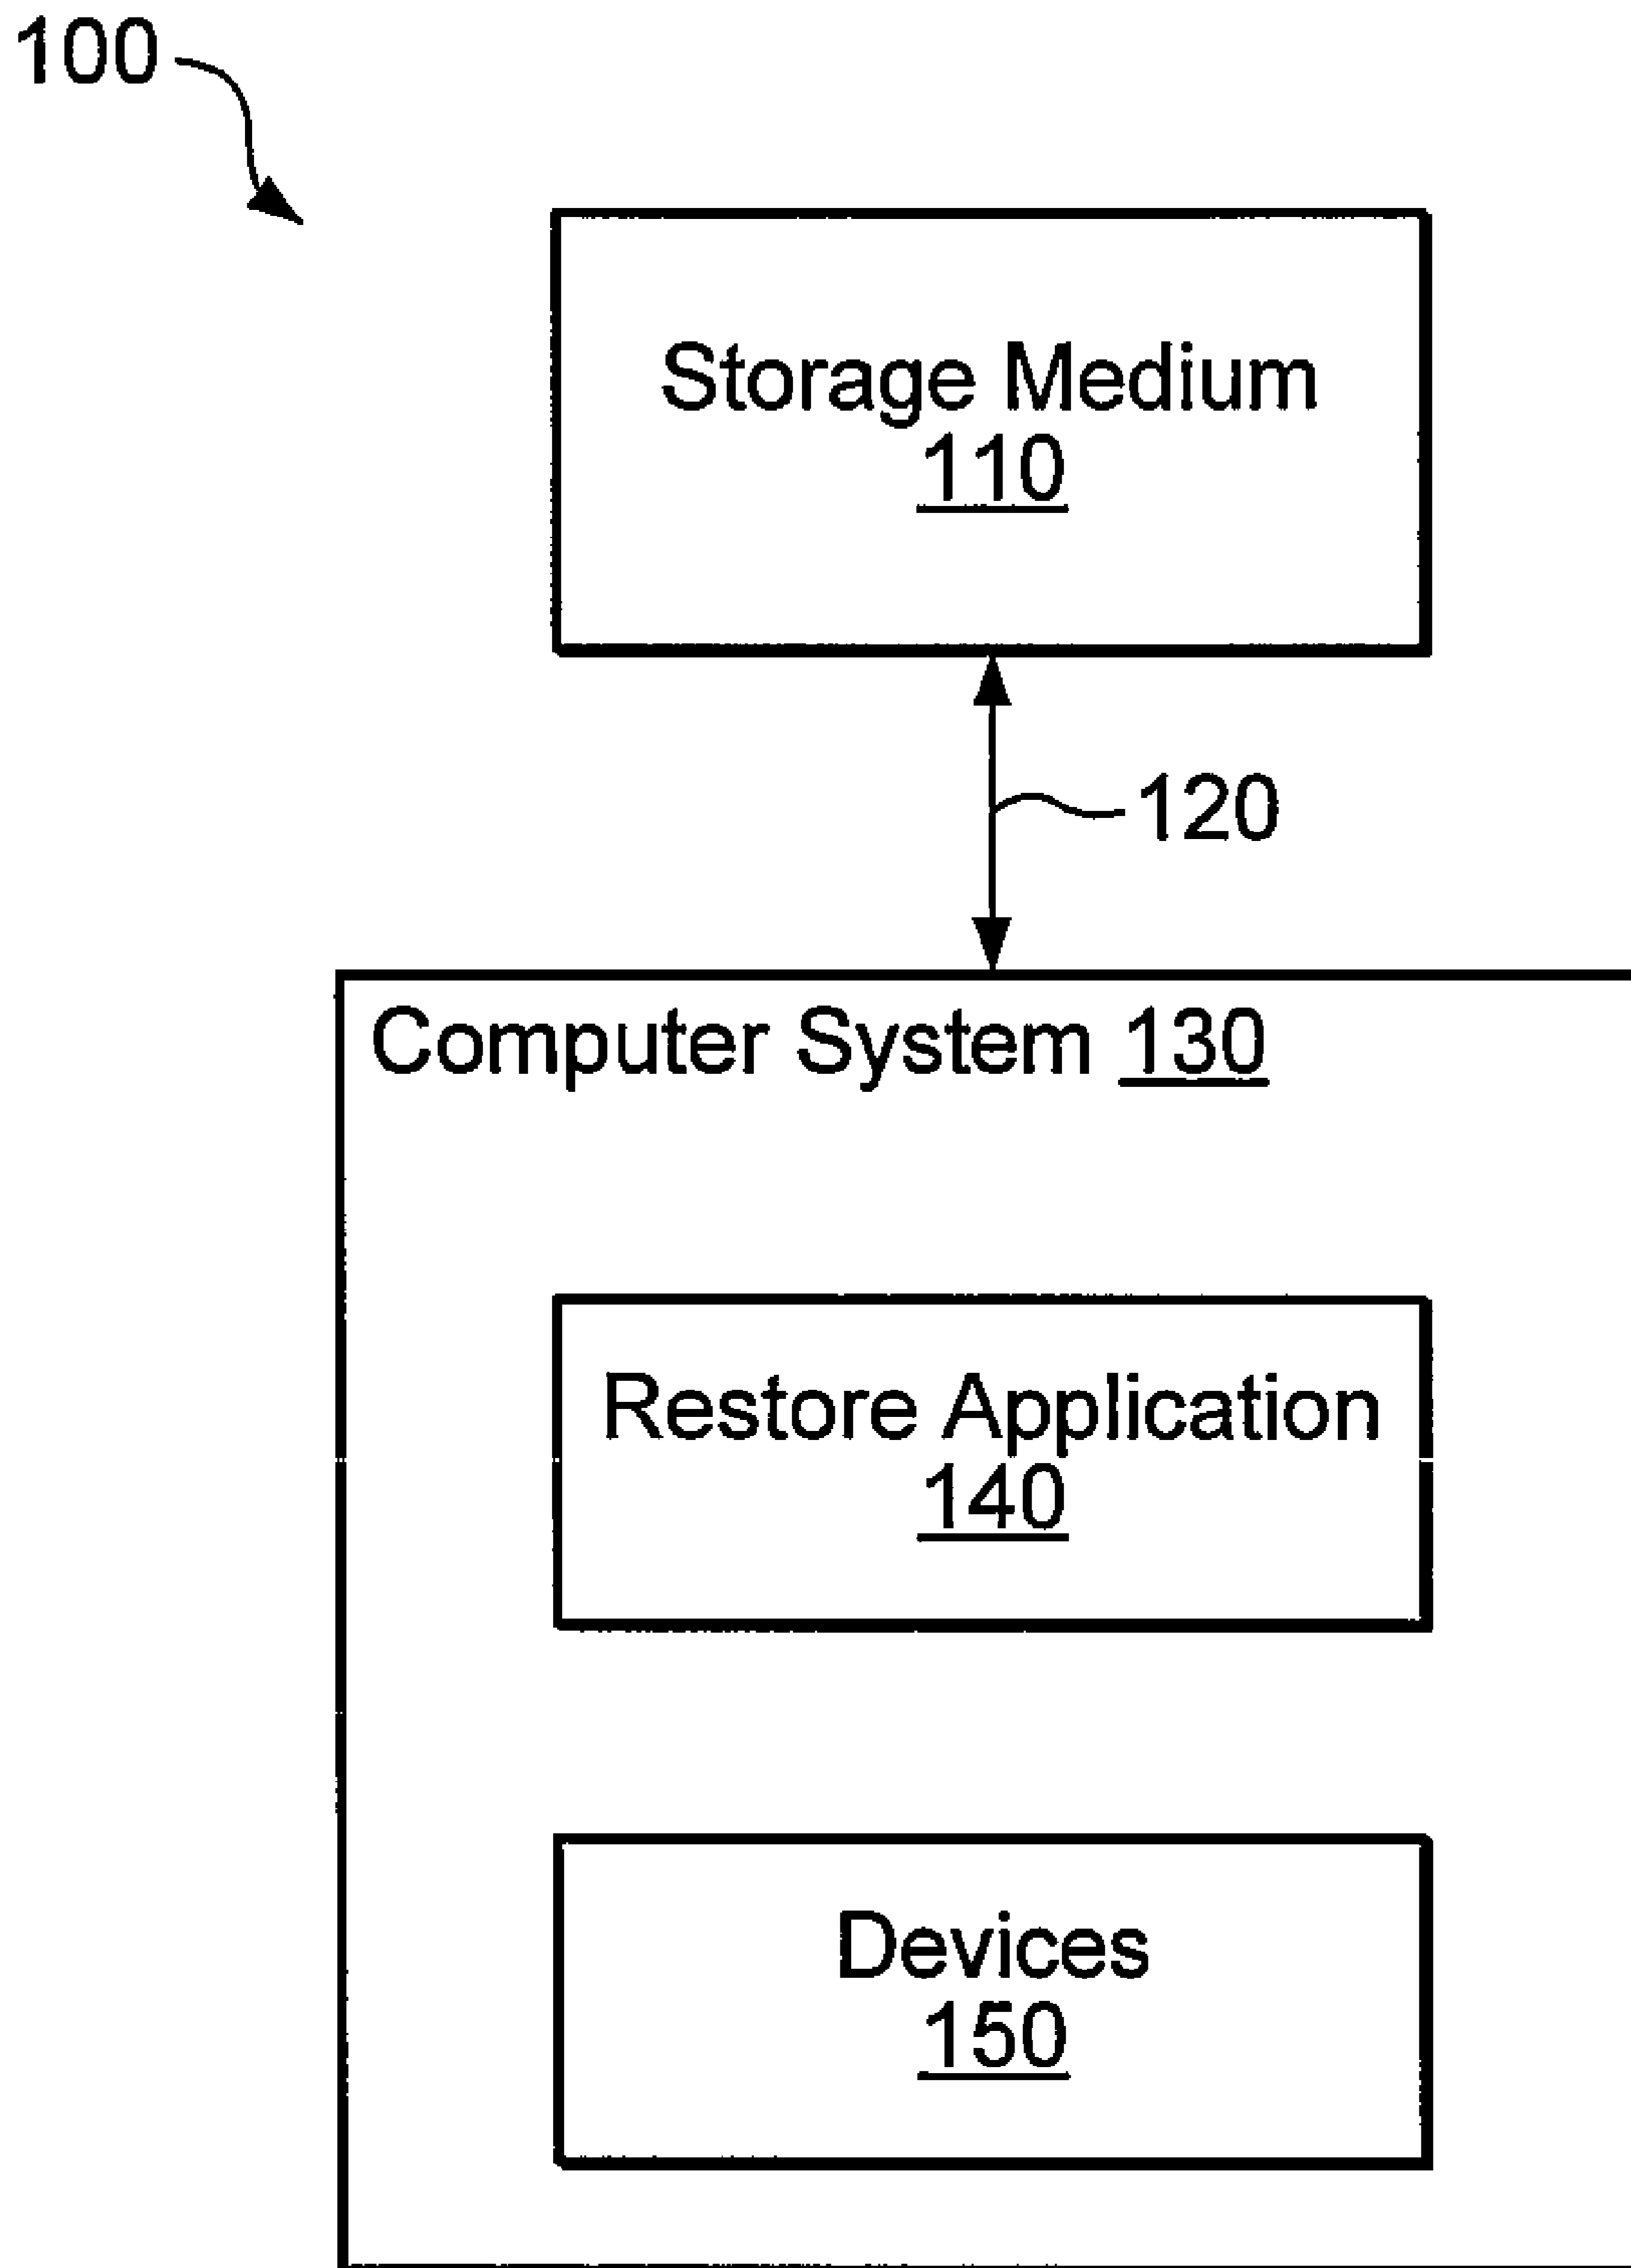 100
Storage Medium
110
120
Computer System 130
Restore Application
140
Devices
150